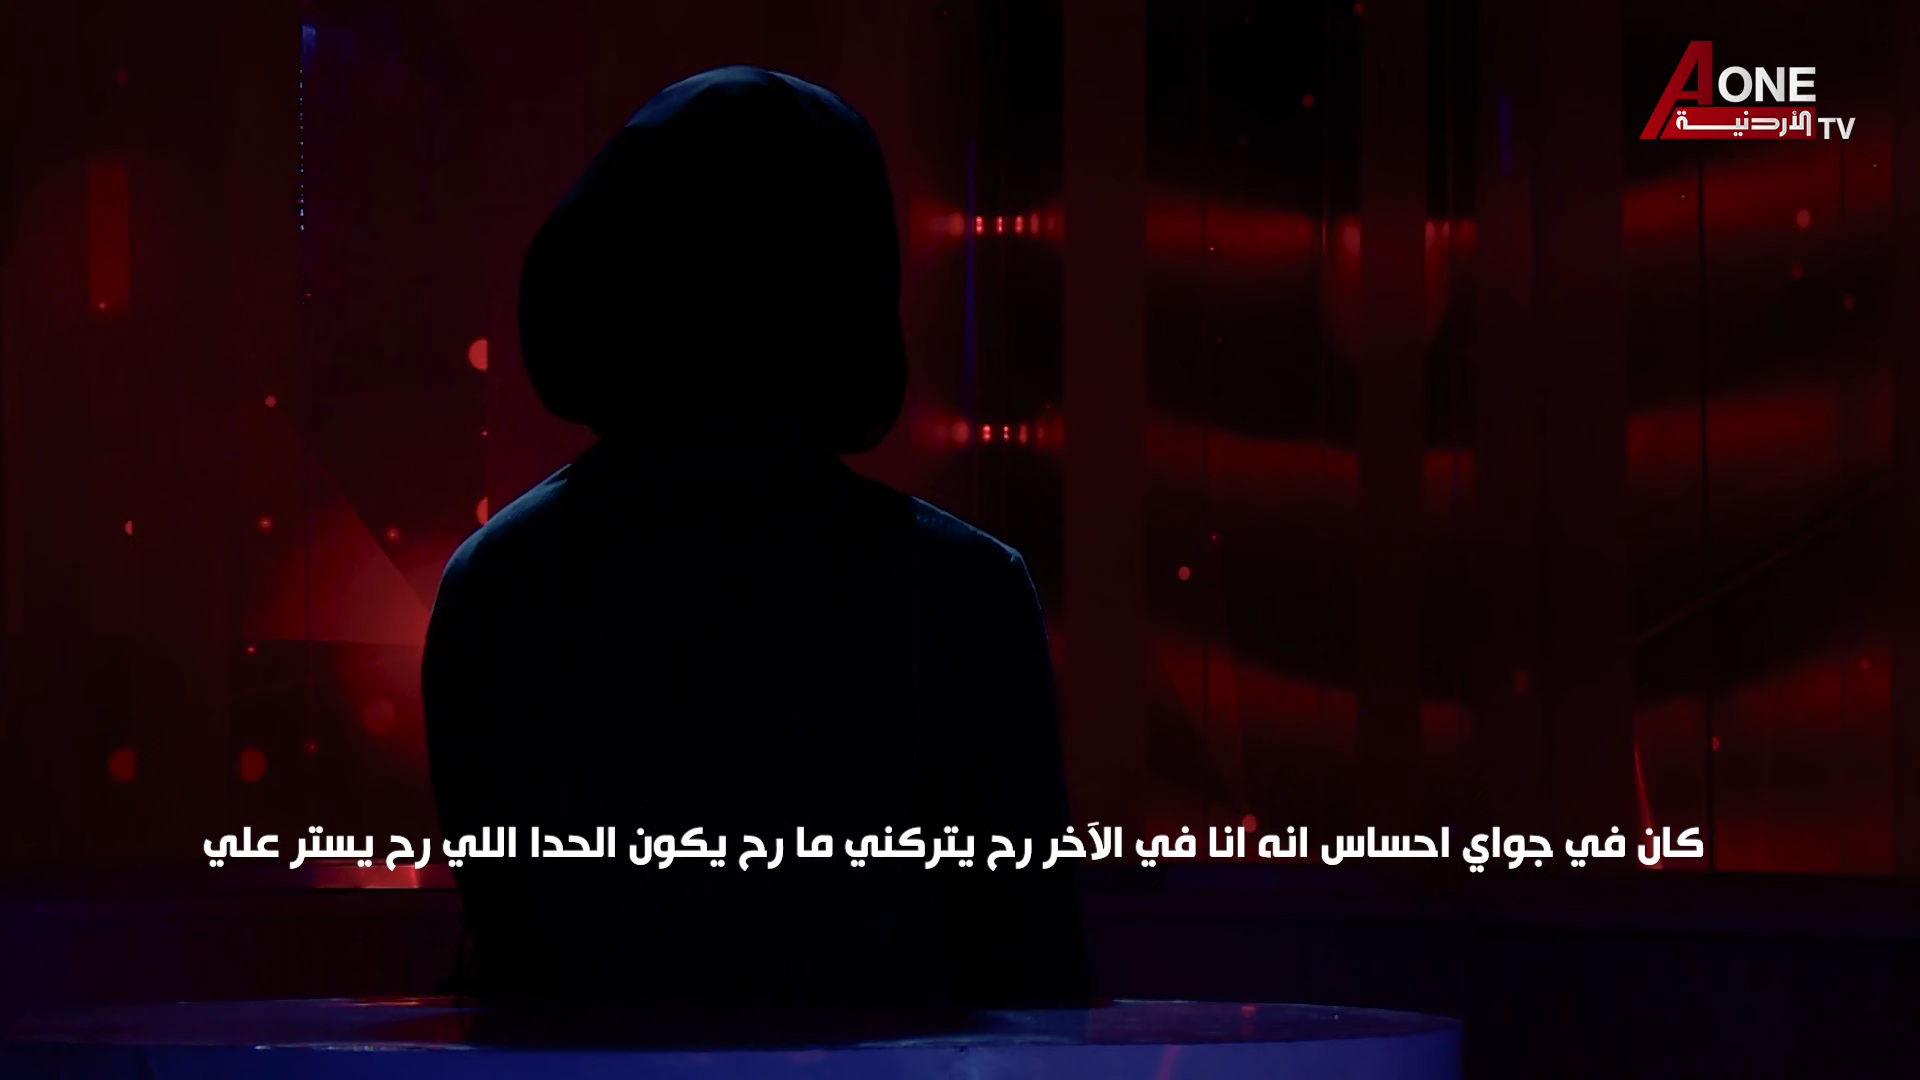 AONE
الأردنية TV
كان في جواي احساس انه انا في الآخر رح يتركني ما رح يكون الحدا اللي رح يستر علي